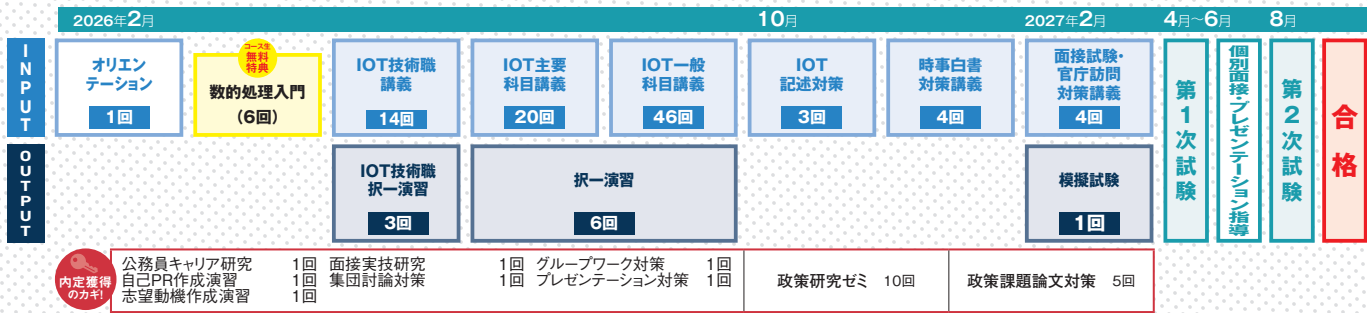 2026年2月
10月
2027年2月
4月~6月
8月
INPUT
オリエン
テーション
1回
コース生
無料
特典
数的処理入門
(6回)
IOT技術職
講義
14回
IOT主要
科目講義
20回
IOT一般
科目講義
46回
IOT
記述対策
3回
時事白書
対策講義
4回
面接試験・
官庁訪問
対策講義
4回
第1次試験
個別面接・プレゼンテーション指導
第2次試験
合格
OUTPUT
IOT技術職
択一演習
3回
択一演習
6回
模擬試験
1回
内定獲得
のカギ!
公務員キャリア研究 1回 面接実技研究 1回 グループワーク対策 1回
自己PR作成演習 1回 集団討論対策 1回 プレゼンテーション対策 1回
志望動機作成演習 1回
政策研究ゼミ 10回
政策課題論文対策 5回